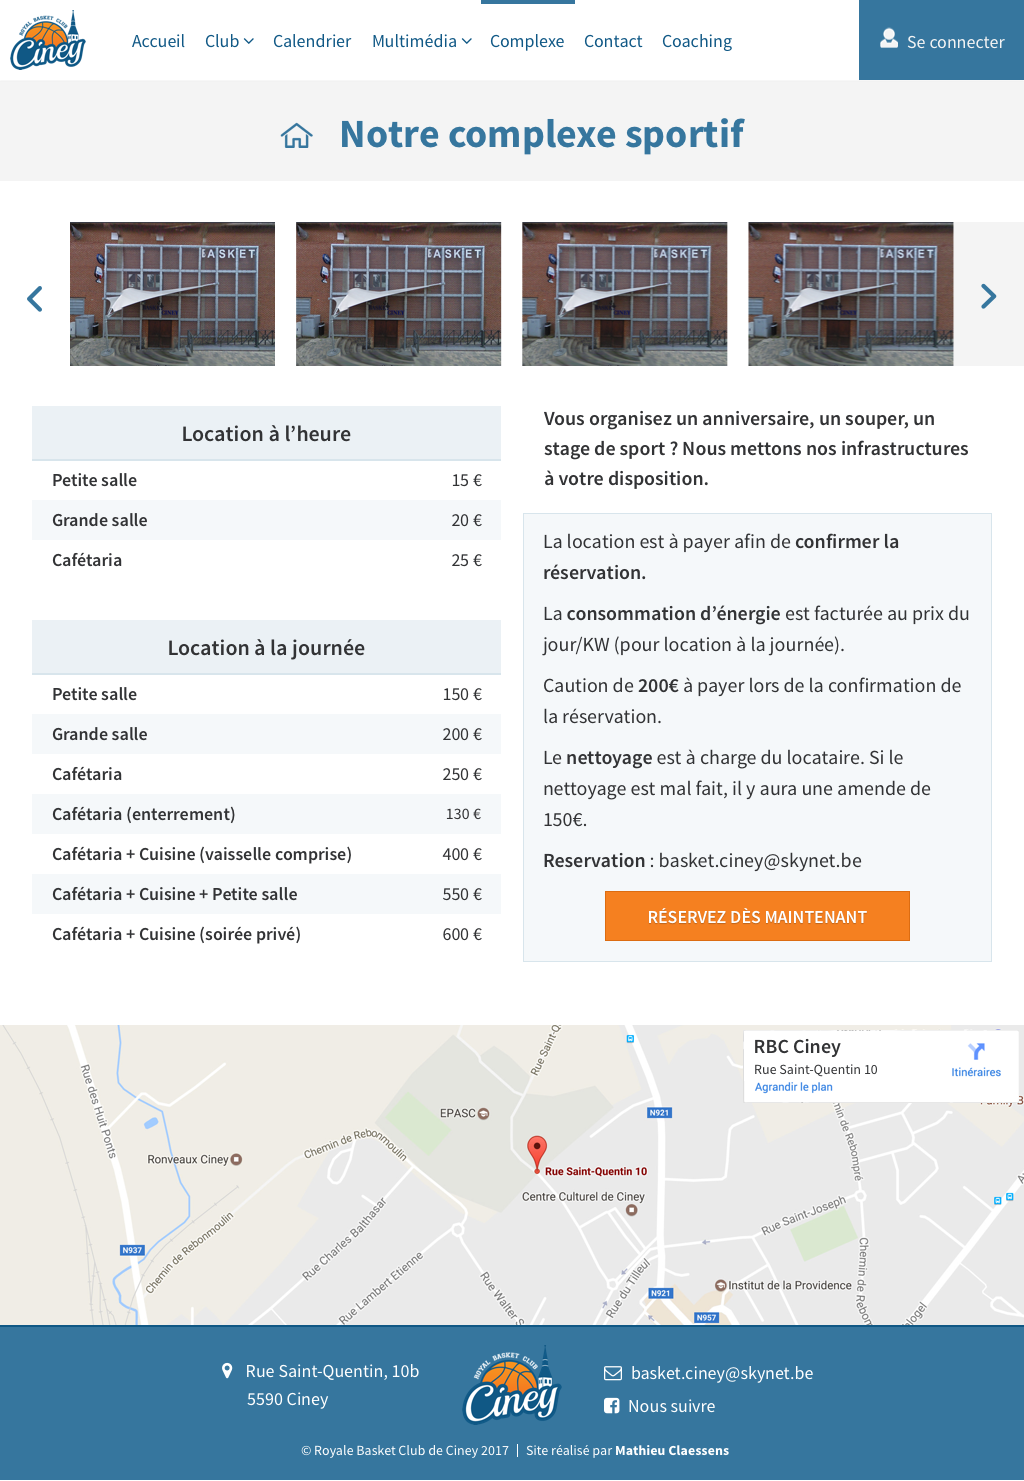 ROYAL BASKET CLUB
Ciney
Accueil
Club
Calendrier
Multimédia
Complexe
Contact
Coaching
Se connecter
Notre complexe sportif
BASKET
BASKET
BASKET
BASKET
Location à l’heure
Petite salle 15 €
Grande salle 20 €
Cafétaria 25 €
Location à la journée
Petite salle 150 €
Grande salle 200 €
Cafétaria 250 €
Cafétaria (enterrement) 130 €
Cafétaria + Cuisine (vaisselle comprise) 400 €
Cafétaria + Cuisine + Petite salle 550 €
Cafétaria + Cuisine (soirée privé) 600 €
Vous organisez un anniversaire, un souper, un
stage de sport ? Nous mettons nos infrastructures
à votre disposition.
La location est à payer afin de confirmer la
réservation.
La consommation d’énergie est facturée au prix du
jour/KW (pour location à la journée).
Caution de 200€ à payer lors de la confirmation de
la réservation.
Le nettoyage est à charge du locataire. Si le
nettoyage est mal fait, il y aura une amende de
150€.
Reservation : basket.ciney@skynet.be
RÉSERVEZ DÈS MAINTENANT
RBC Ciney
Rue Saint-Quentin 10
Agrandir le plan
Itinéraires
Rue Saint-Q
Rue des Huit Ponts
EPASC
N921
Chemin de Rebonmoulin
Ronveaux Ciney
Rue Saint-Quentin 10
Centre Culturel de Ciney
min de Rebompré
Family B
Rue Saint-Joseph
N937
Chemin de Rebonmoulin
Rue Charles Balthasar
Rue Lambert Etienne
Rue Walter S
Rue du Tilleul
N921
Institut de la Providence
N957
Chemin de Rebom
alogel
Rue Saint-Quentin, 10b
5590 Ciney
ROYAL BASKET CLUB
Ciney
basket.ciney@skynet.be
Nous suivre
© Royale Basket Club de Ciney 2017 | Site réalisé par Mathieu Claessens